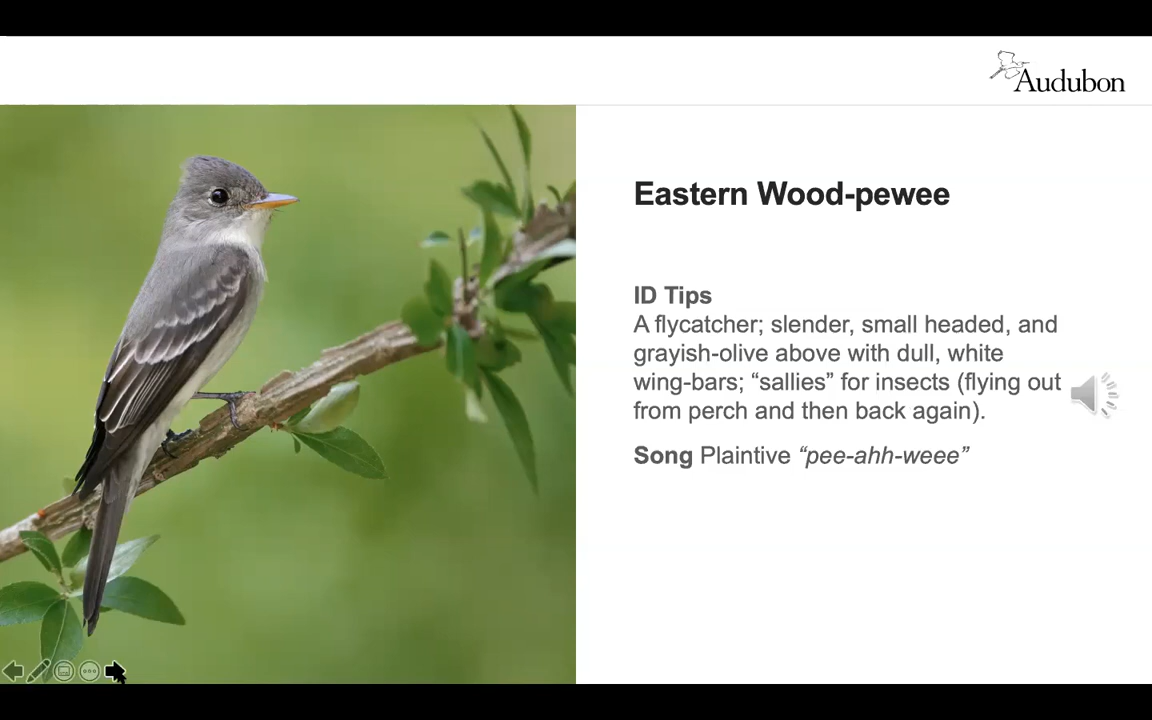 Audubon
Eastern Wood-pewee
ID Tips
A flycatcher; slender, small headed, and
grayish-olive above with dull, white
wing-bars; “sallies” for insects (flying out
from perch and then back again).
Song Plaintive “pee-ahh-weee”